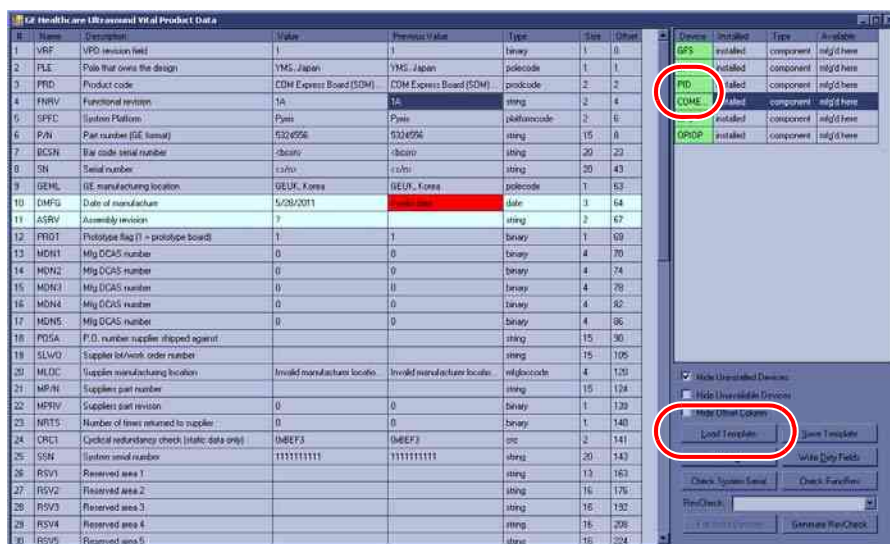 GE Healthcare Ultrasound Vital Product Data
# Name Description Value Previous Value Type Size Offset
1 VRF VPD revision field 1 1 binary 1 0
2 PLE Pole that owns the design YMS, Japan YMS, Japan polecode 1 1
3 PRD Product code COM Express Board (SOM)... COM Express Board (SOM)... prodcode 2 2
4 FNRV Functional revision 1A 1A string 2 4
5 SPFC System Platform Pyxis Pyxis platformcode 2 6
6 P/N Part number (GE format) 5324556 5324556 string 15 8
7 BCSN Bar code serial number <bcsn> <bcsn> string 20 23
8 SN Serial number <s/n> <s/n> string 20 43
9 GEML GE manufacturing location GEUK, Korea GEUK, Korea polecode 1 63
10 DMFG Date of manufacture 5/28/2011 date 3 64
11 ASRV Assembly revision ? string 2 67
12 PROT Prototype flag (1 = prototype board) 1 1 binary 1 69
13 MDN1 Mfg DCAS number 0 0 binary 4 70
14 MDN2 Mfg DCAS number 0 0 binary 4 74
15 MDN3 Mfg DCAS number 0 0 binary 4 78
16 MDN4 Mfg DCAS number 0 0 binary 4 82
17 MDN5 Mfg DCAS number 0 0 binary 4 86
18 POSA P.O. number supplier shipped against string 15 90
19 SLWO Supplier lot/work order number string 15 105
20 MLOC Supplier manufacturing location Invalid manufacturer locatio... Invalid manufacturer locatio... mfgloccode 4 120
21 MP/N Suppliers part number string 15 124
22 MPRV Suppliers part revison 0 0 binary 1 139
23 NRTS Number of times returned to supplier 0 0 binary 1 140
24 CRC1 Cyclical redundancy check (static data only) 0xBEF3 0xBEF3 crc 2 141
25 SSN System serial number 1111111111 1111111111 string 20 143
26 RSV1 Reserved area 1 string 13 163
27 RSV2 Reserved area 2 string 16 176
28 RSV3 Reserved area 3 string 16 192
29 RSV4 Reserved area 4 string 16 208
30 RSV5 Reserved area 5 string 16 224
Device Installed Type Available
GFS installed component mfg'd here
PID installed component mfg'd here
COME... installed component mfg'd here
installed component mfg'd here
OPIOP installed component mfg'd here
Hide Uninstalled Devices
Hide Unavailable Devices
Hide Offset Column
Load Template Save Template
Write Dirty Fields
Check System Serial Check FuncRev
RevCheck:
Generate RevCheck